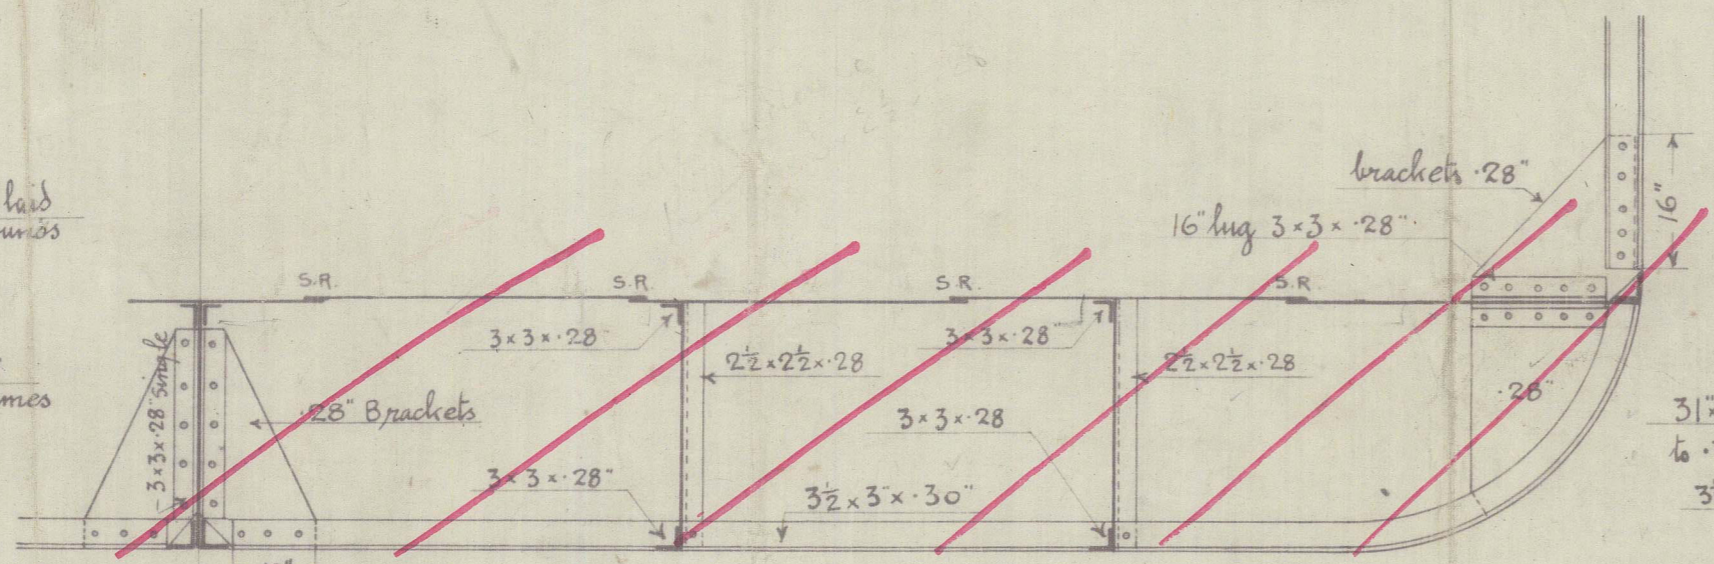 laid
brackets ·28"
16" lug 3×3×·28"
16"
S.R.
S.R.
S.R.
S.R.
3×3×·28"
3×3×·28"
2½×2½×·28
2½×2½×·28
3×3×·28" single
·28" Brackets
3×3×·28
·28"
3×3×·28"
3½×3"×·30"
31"×
to ·